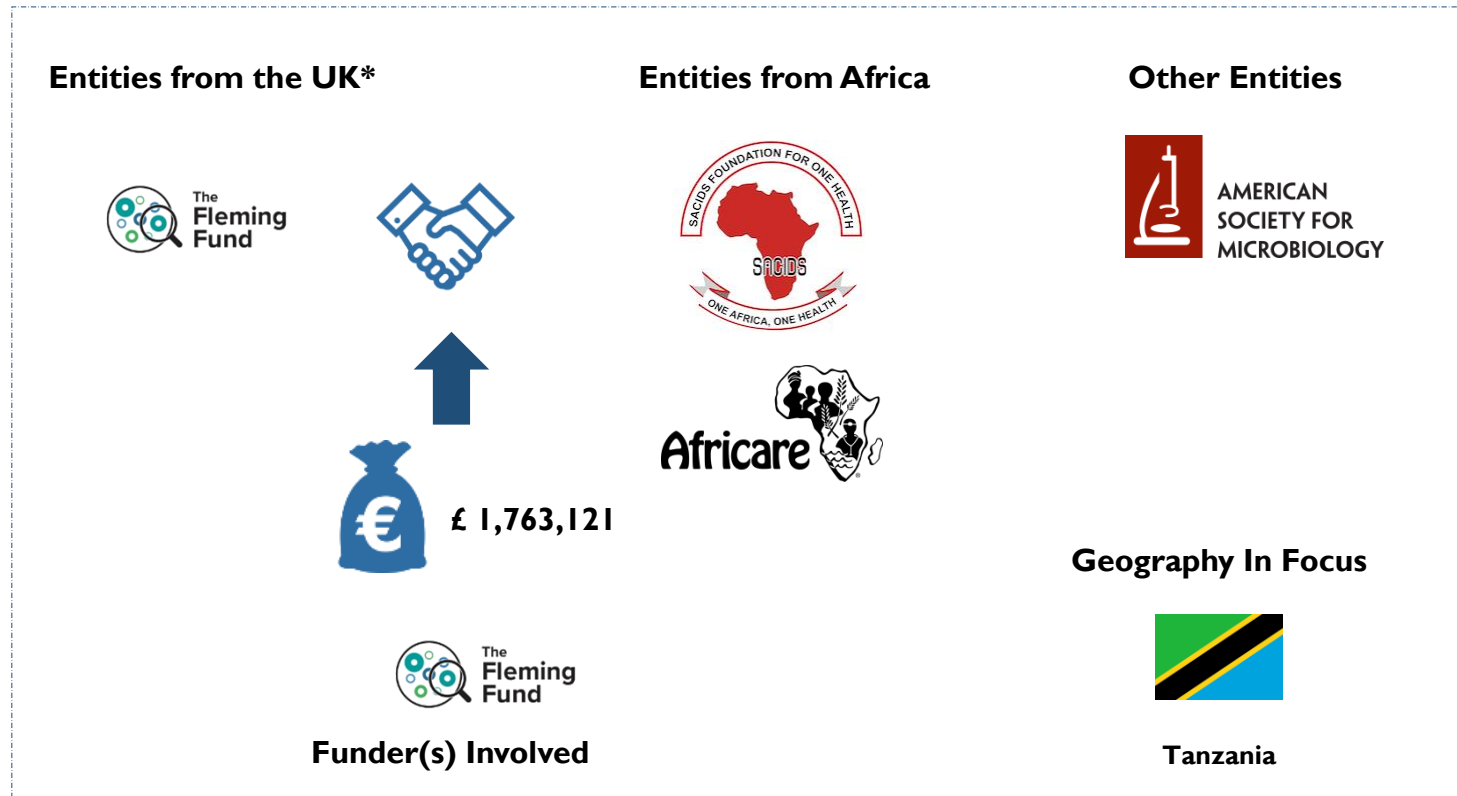 Entities from the UK*
Entities from Africa
Other Entities
The
Fleming
Fund
SACIDS FOUNDATION FOR ONE HEALTH
SACIDS
ONE AFRICA, ONE HEALTH
AMERICAN
SOCIETY FOR
MICROBIOLOGY
Africare
€
£ 1,763,121
Geography In Focus
The
Fleming
Fund
Funder(s) Involved
Tanzania